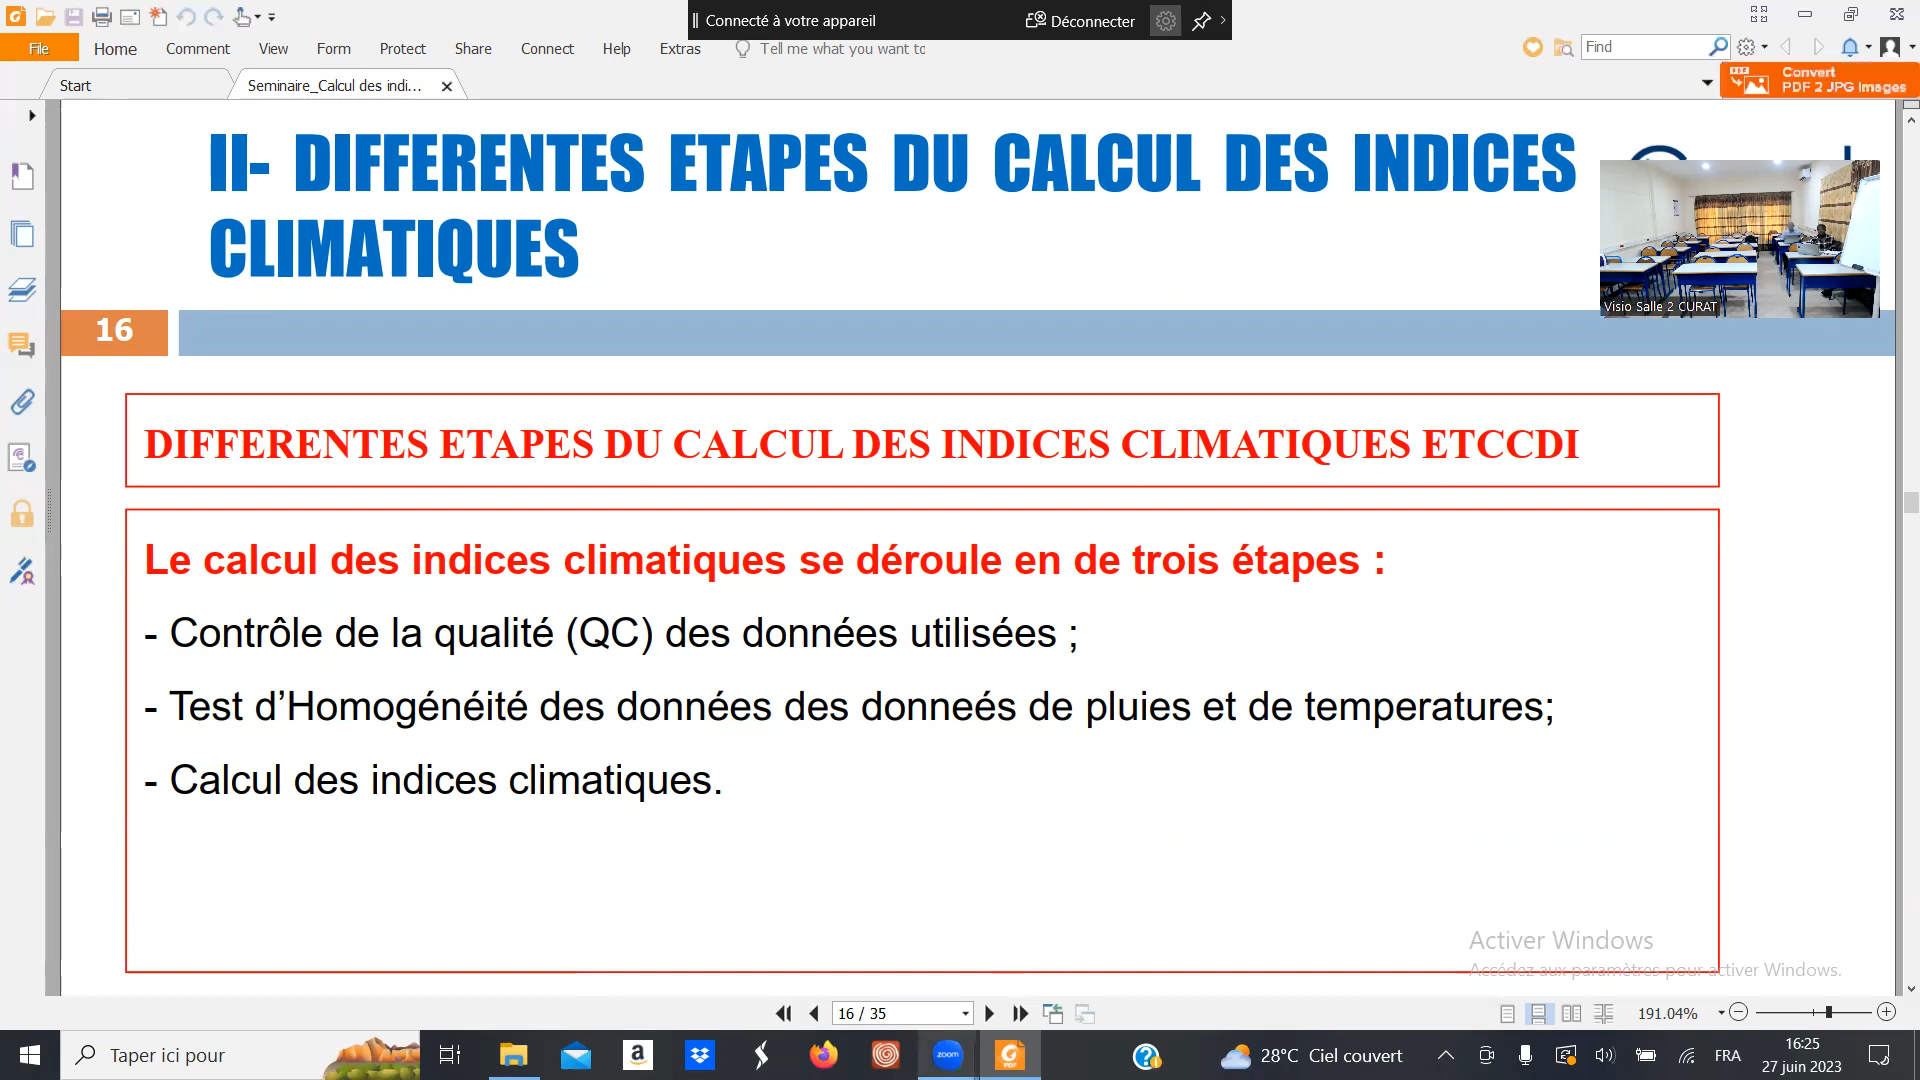 Connecté à votre appareil
Déconnecter
File Home Comment View Form Protect Share Connect Help Extras Tell me what you want to
Find
Start
Seminaire_Calcul des indi...
Convert
PDF 2 JPG Images
II- DIFFERENTES ETAPES DU CALCUL DES INDICES
CLIMATIQUES
Visio Salle 2 CURAT
16
DIFFERENTES ETAPES DU CALCUL DES INDICES CLIMATIQUES ETCCDI
Le calcul des indices climatiques se déroule en de trois étapes :
- Contrôle de la qualité (QC) des données utilisées ;
- Test d’Homogénéité des données des donneés de pluies et de temperatures;
- Calcul des indices climatiques.
Activer Windows
Accédez aux paramètres pour activer Windows.
16 / 35
191.04%
Taper ici pour
zoom
PDF
28°C Ciel couvert
FRA
16:25
27 juin 2023